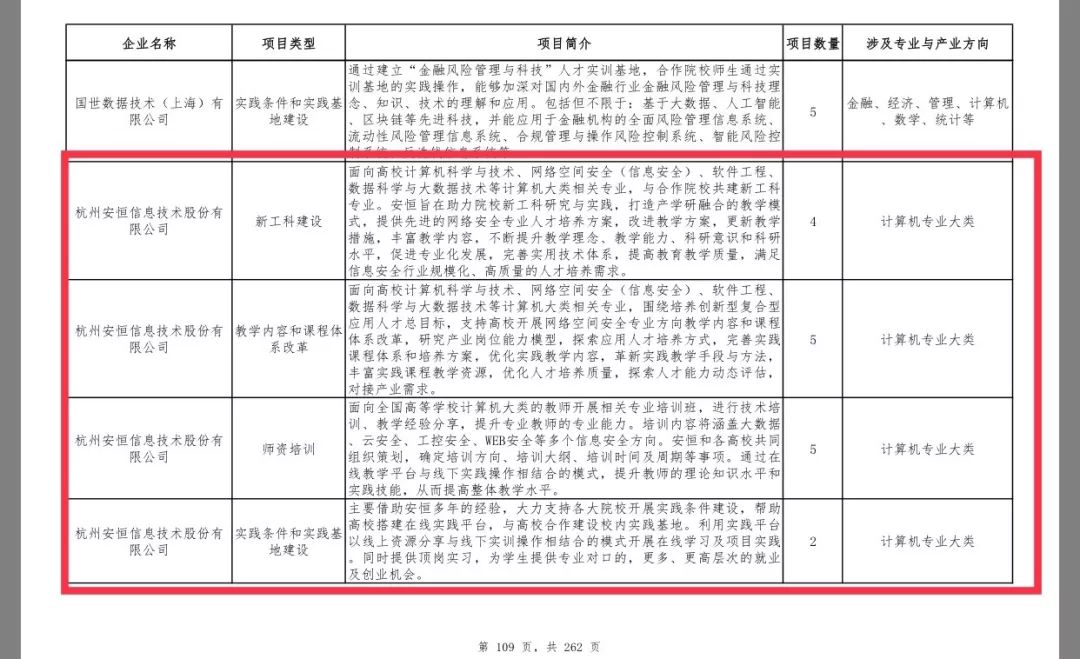 企业名称 项目类型 项目简介 项目数量 涉及专业与产业方向
国世数据技术（上海）有
限公司
实践条件和实践基
地建设
通过建立“金融风险管理与科技”人才实训基地，合作院校师生通过实
训基地的实践操作，能够加深对国内外金融行业金融风险管理与科技理
念、知识、技术的理解和应用。包括但不限于：基于大数据、人工智能
、区块链等先进科技，并能应用于金融机构的全面风险管理信息系统、
流动性风险管理信息系统、合规管理与操作风险控制系统、智能风险控
5
金融、经济、管理、计算机
、数学、统计等
杭州安恒信息技术股份有
限公司
新工科建设
面向高校计算机科学与技术、网络空间安全（信息安全）、软件工程、
数据科学与大数据技术等计算机大类相关专业，与合作院校共建新工科
专业。安恒旨在助力院校新工科研究与实践，打造产学研融合的教学模
式，提供先进的网络安全专业人才培养方案，改进教学方案，更新教学
措施，丰富教学内容，不断提升教学理念、教学能力、科研意识和科研
水平，促进专业化发展，完善实用技术体系，提高教育教学质量，满足
信息安全行业规模化、高质量的人才培养需求。
4
计算机专业大类
杭州安恒信息技术股份有
限公司
教学内容和课程体
系改革
面向高校计算机科学与技术、网络空间安全（信息安全）、软件工程、
数据科学与大数据技术等计算机大类相关专业，围绕培养创新型复合型
应用人才总目标，支持高校开展网络空间安全专业方向教学内容和课程
体系改革，研究产业岗位能力模型，探索应用人才培养方式，完善实践
课程体系和培养方案，优化实践教学内容，革新实践教学手段与方法，
丰富实践课程教学资源，优化人才培养质量，探索人才能力动态评估，
对接产业需求。
5
计算机专业大类
杭州安恒信息技术股份有
限公司
师资培训
面向全国高等学校计算机大类的教师开展相关专业培训班，进行技术培
训、教学经验分享，提升专业教师的专业能力。培训内容将涵盖大数据
、云安全、工控安全、WEB安全等多个信息安全方向。安恒和各高校共同
组织策划，确定培训方向、培训大纲、培训时间及周期等事项。通过在
线教学平台与线下实践操作相结合的模式，提升教师的理论知识水平和
实践技能，从而提高整体教学水平。
5
计算机专业大类
杭州安恒信息技术股份有
限公司
实践条件和实践基
地建设
主要借助安恒多年的经验，大力支持各大院校开展实践条件建设，帮助
高校搭建在线实践平台，与高校合作建设校内实践基地。利用实践平台
以线上资源分享与线下实训操作相结合的模式开展在线学习及项目实践
。同时提供顶岗实习，为学生提供专业对口的，更多、更高层次的就业
及创业机会。
2
计算机专业大类
第 109 页，共 262 页